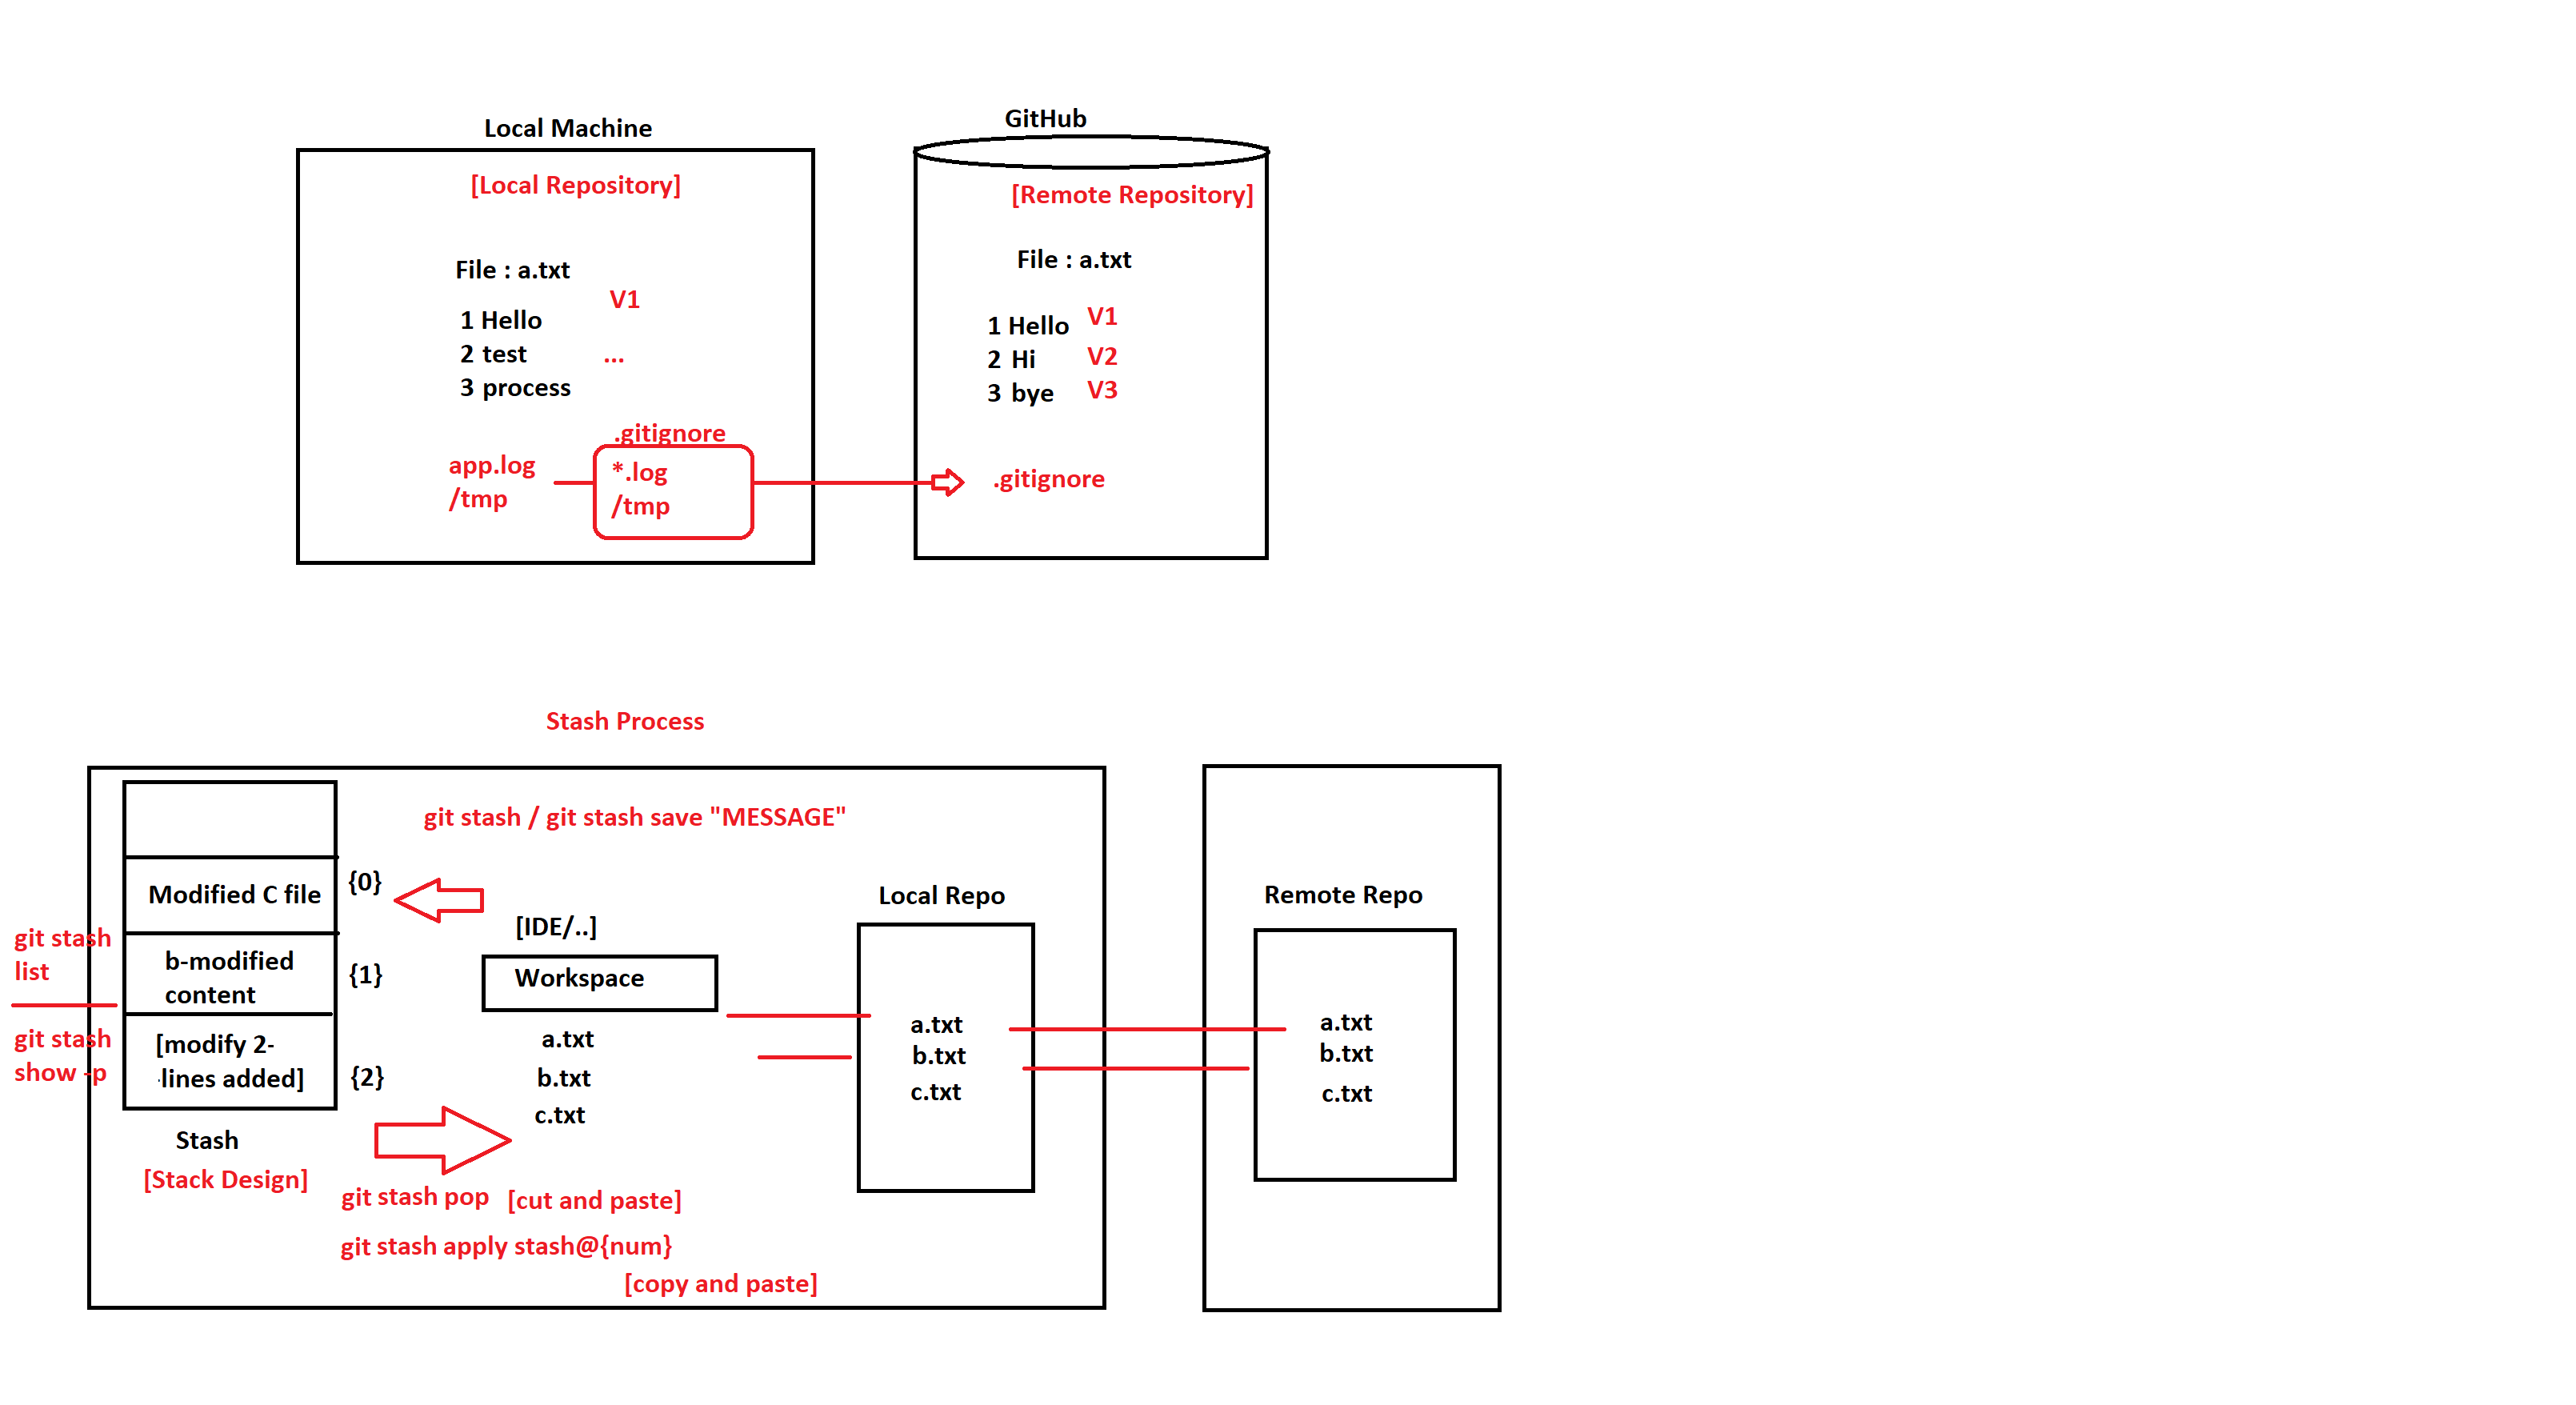 Local Machine
[Local Repository]
File : a.txt
V1
1 Hello
2 test ...
3 process
.gitignore
app.log
/tmp
*.log
/tmp
GitHub
[Remote Repository]
File : a.txt
1 Hello V1
2 Hi V2
3 bye V3
.gitignore
Stash Process
git stash / git stash save "MESSAGE"
Modified C file {0}
b-modified
content
{1}
[modify 2-
lines added]
{2}
git stash
list
git stash
show -p
Stash
[Stack Design]
[IDE/..]
Workspace
a.txt
b.txt
c.txt
git stash pop [cut and paste]
git stash apply stash@{num}
[copy and paste]
Local Repo
a.txt
b.txt
c.txt
Remote Repo
a.txt
b.txt
c.txt